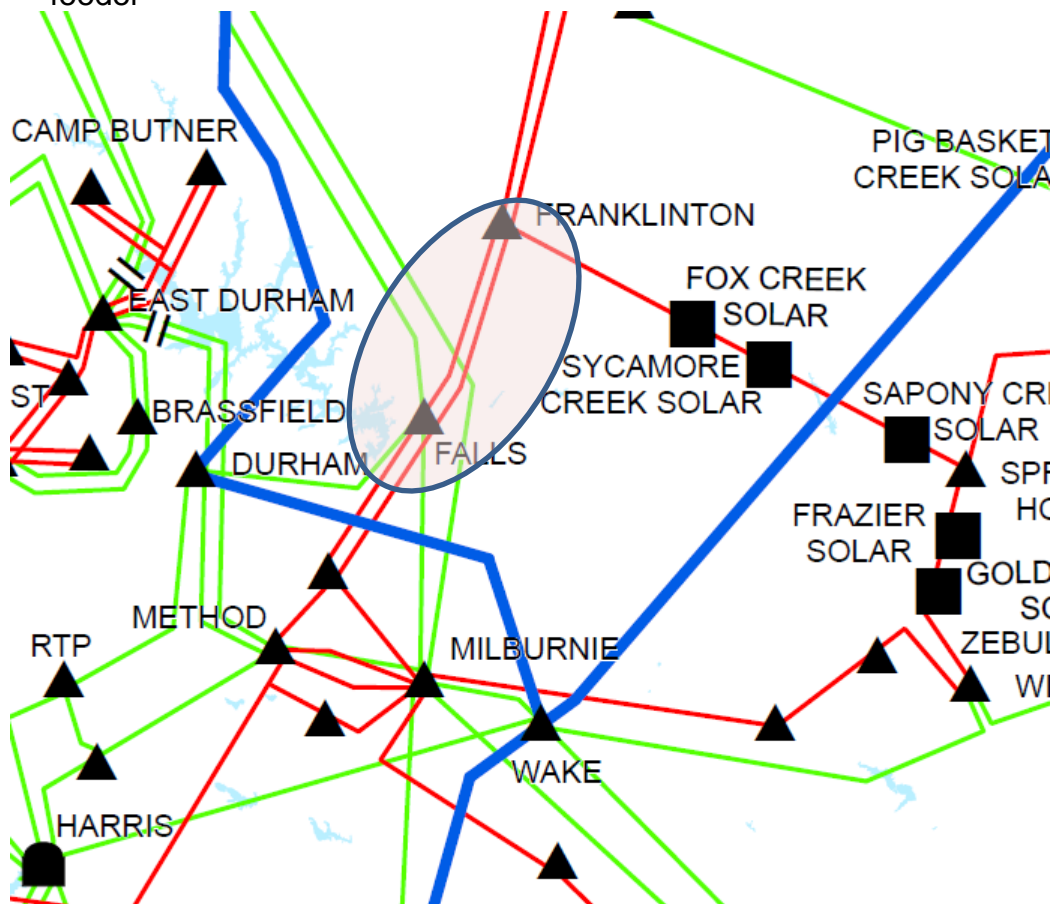 CAMP BUTNER
PIG BASKET
CREEK SOLA
FRANKLINTON
FOX CREEK
SOLAR
EAST DURHAM
SYCAMORE
CREEK SOLAR
SAPONY CRE
SOLAR
ST
BRASSFIELD
DURHAM
FALLS
SPR
HO
FRAZIER
SOLAR
GOLD
SO
METHOD
RTP
MILBURNIE
ZEBUL
WI
WAKE
HARRIS